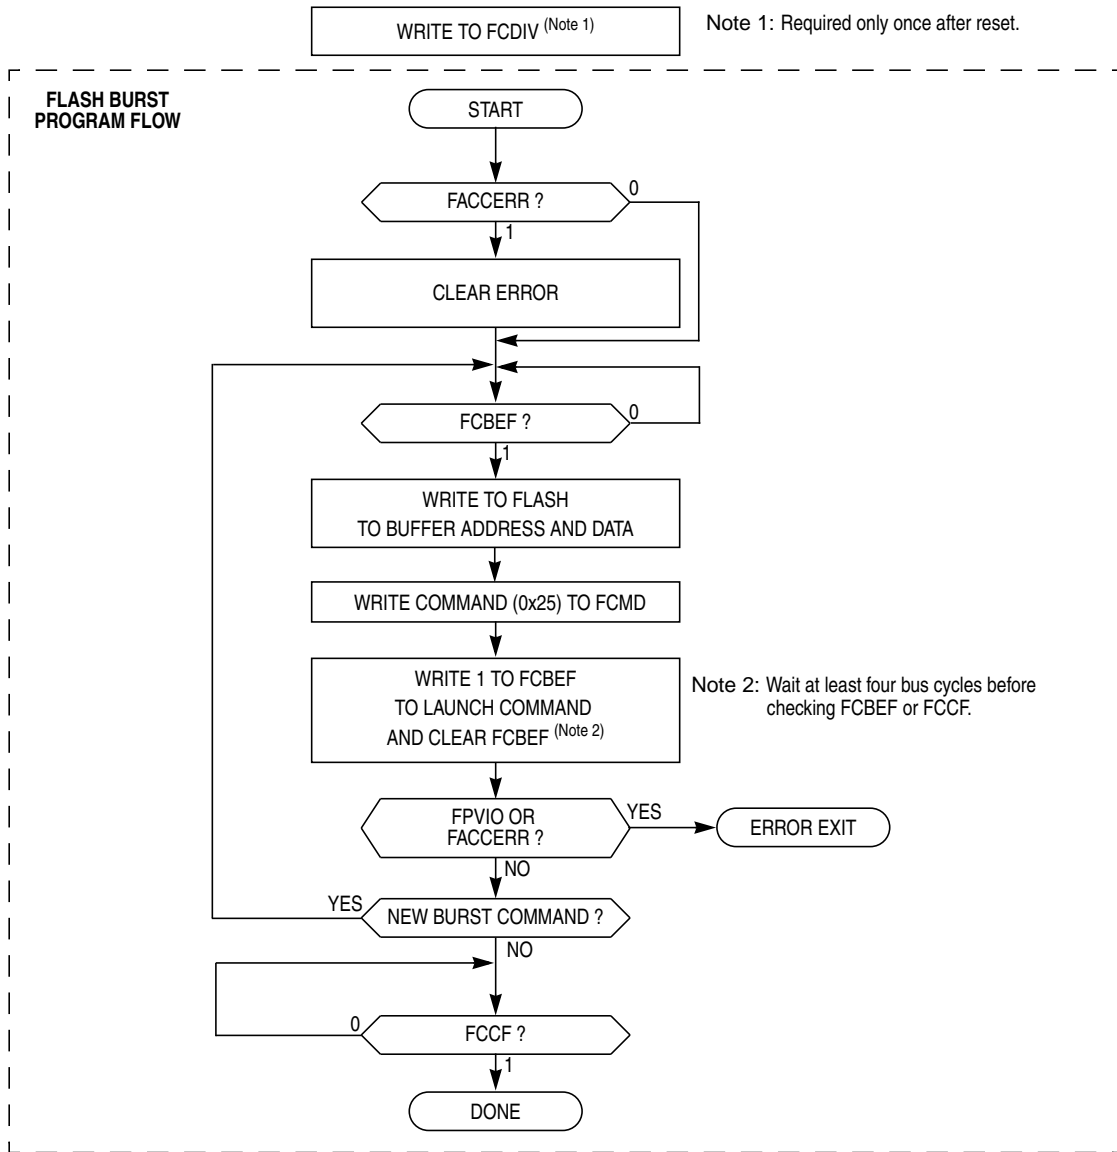 WRITE TO FCDIV (Note 1)
Note 1: Required only once after reset.
FLASH BURST
PROGRAM FLOW
START
FACCERR ?
0
1
CLEAR ERROR
FCBEF ?
0
1
WRITE TO FLASH
TO BUFFER ADDRESS AND DATA
WRITE COMMAND (0x25) TO FCMD
WRITE 1 TO FCBEF
TO LAUNCH COMMAND
AND CLEAR FCBEF (Note 2)
Note 2: Wait at least four bus cycles before
checking FCBEF or FCCF.
FPVIO OR
FACCERR ?
YES
ERROR EXIT
NO
YES
NEW BURST COMMAND ?
NO
0
FCCF ?
1
DONE